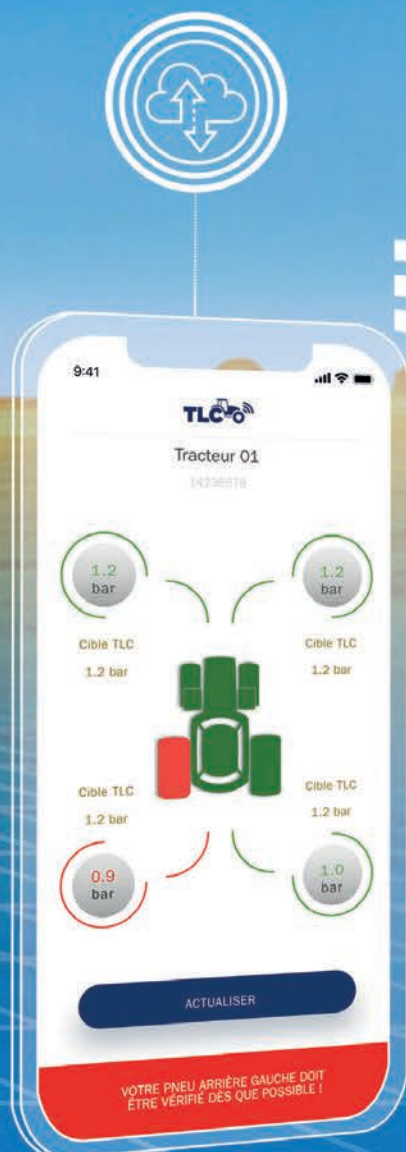 9:41
TLC
Tracteur 01
1.2
bar
1.2
bar
Cible TLC
1.2 bar
Cible TLC
1.2 bar
Cible TLC
1.2 bar
Cible TLC
1.2 bar
0.9
bar
1.0
bar
ACTUALISER
VOTRE PNEU ARRIÈRE GAUCHE DOIT
ÊTRE VÉRIFIÉ DÈS QUE POSSIBLE !